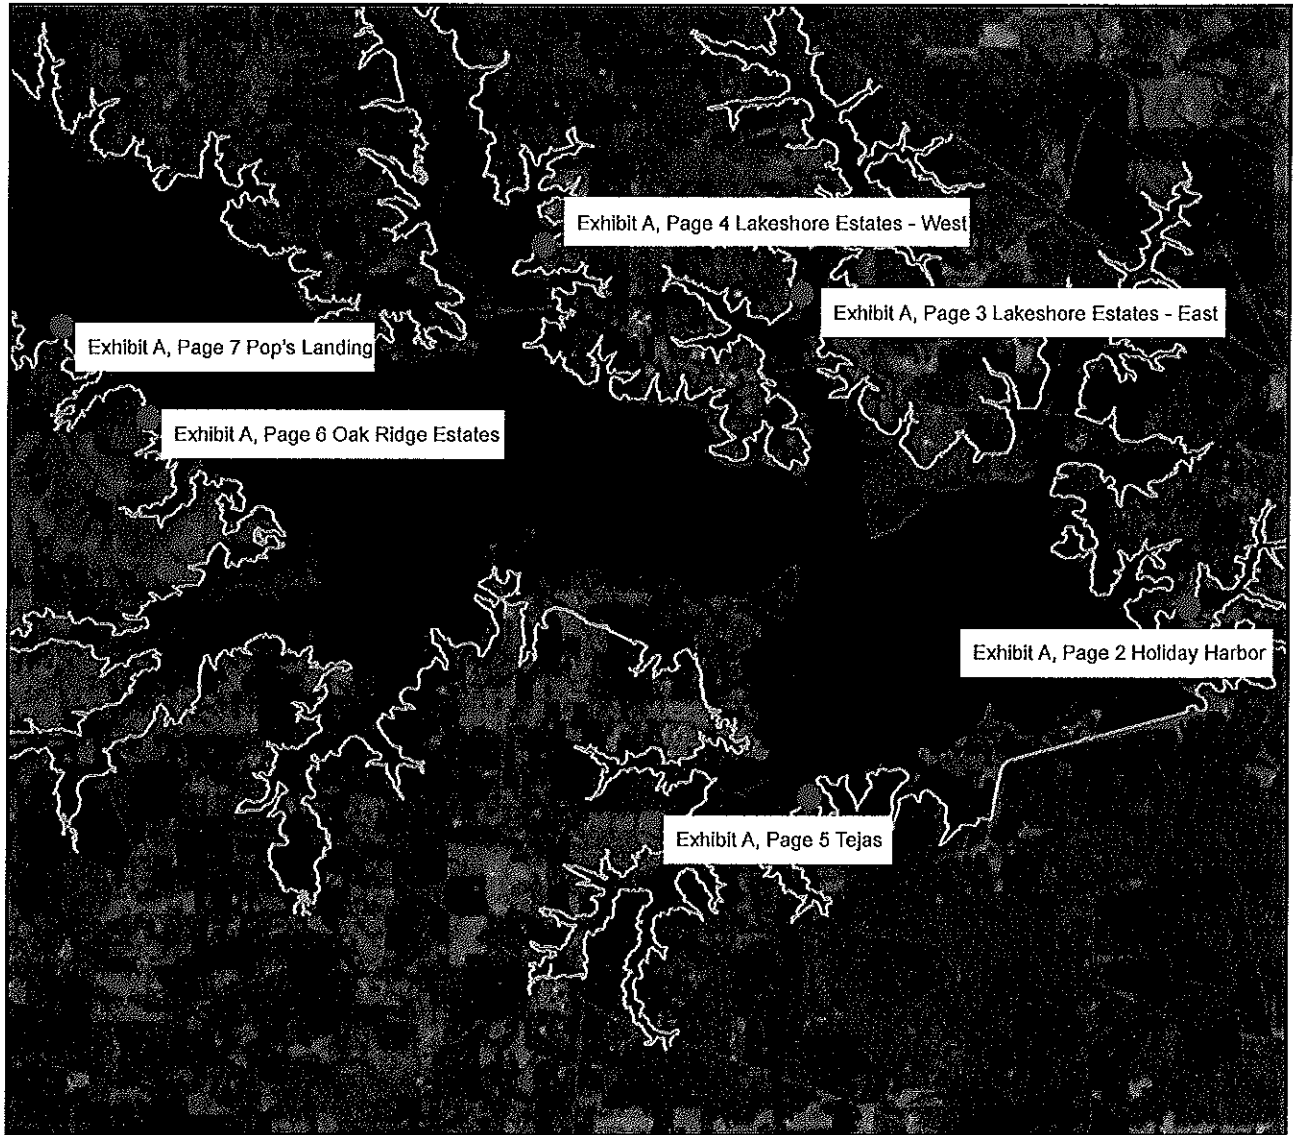 Exhibit A, Page 4 Lakeshore Estates - West
Exhibit A, Page 3 Lakeshore Estates - East
Exhibit A, Page 7 Pop's Landing
Exhibit A, Page 6 Oak Ridge Estates
Exhibit A, Page 2 Holiday Harbor
Exhibit A, Page 5 Tejas